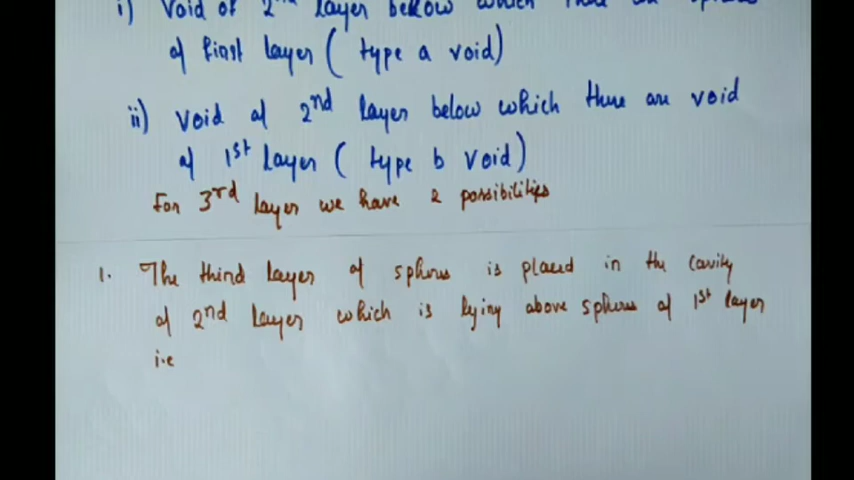 i) Void of 2nd layer below which there are spheres
of first layer ( type a void)
ii) Void of 2nd layer below which there are void
of 1st layer ( type b void)
For 3rd layer we have 2 possibilities
1. The third layer of spheres is placed in the cavity
of 2nd layer which is lying above spheres of 1st layer
i.e